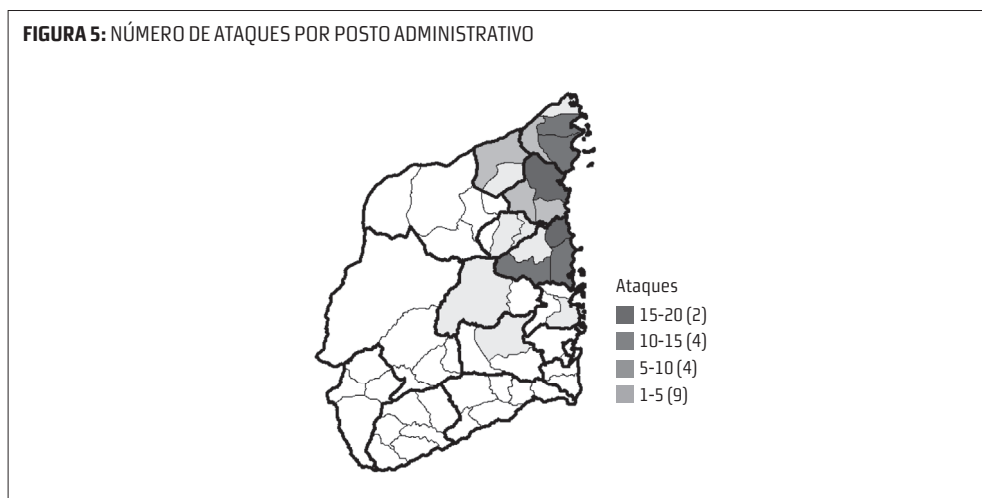 FIGURA 5: NÚMERO DE ATAQUES POR POSTO ADMINISTRATIVO
Ataques
15-20 (2)
10-15 (4)
5-10 (4)
1-5 (9)